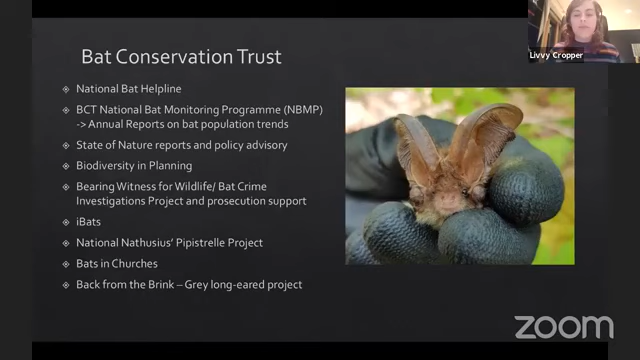 Livvy Cropper
Bat Conservation Trust
National Bat Helpline
BCT National Bat Monitoring Programme (NBMP)
-> Annual Reports on bat population trends
State of Nature reports and policy advisory
Biodiversity in Planning
Bearing Witness for Wildlife/ Bat Crime
Investigations Project and prosecution support
iBats
National Nathusius’ Pipistrelle Project
Bats in Churches
Back from the Brink – Grey long-eared project
zoom